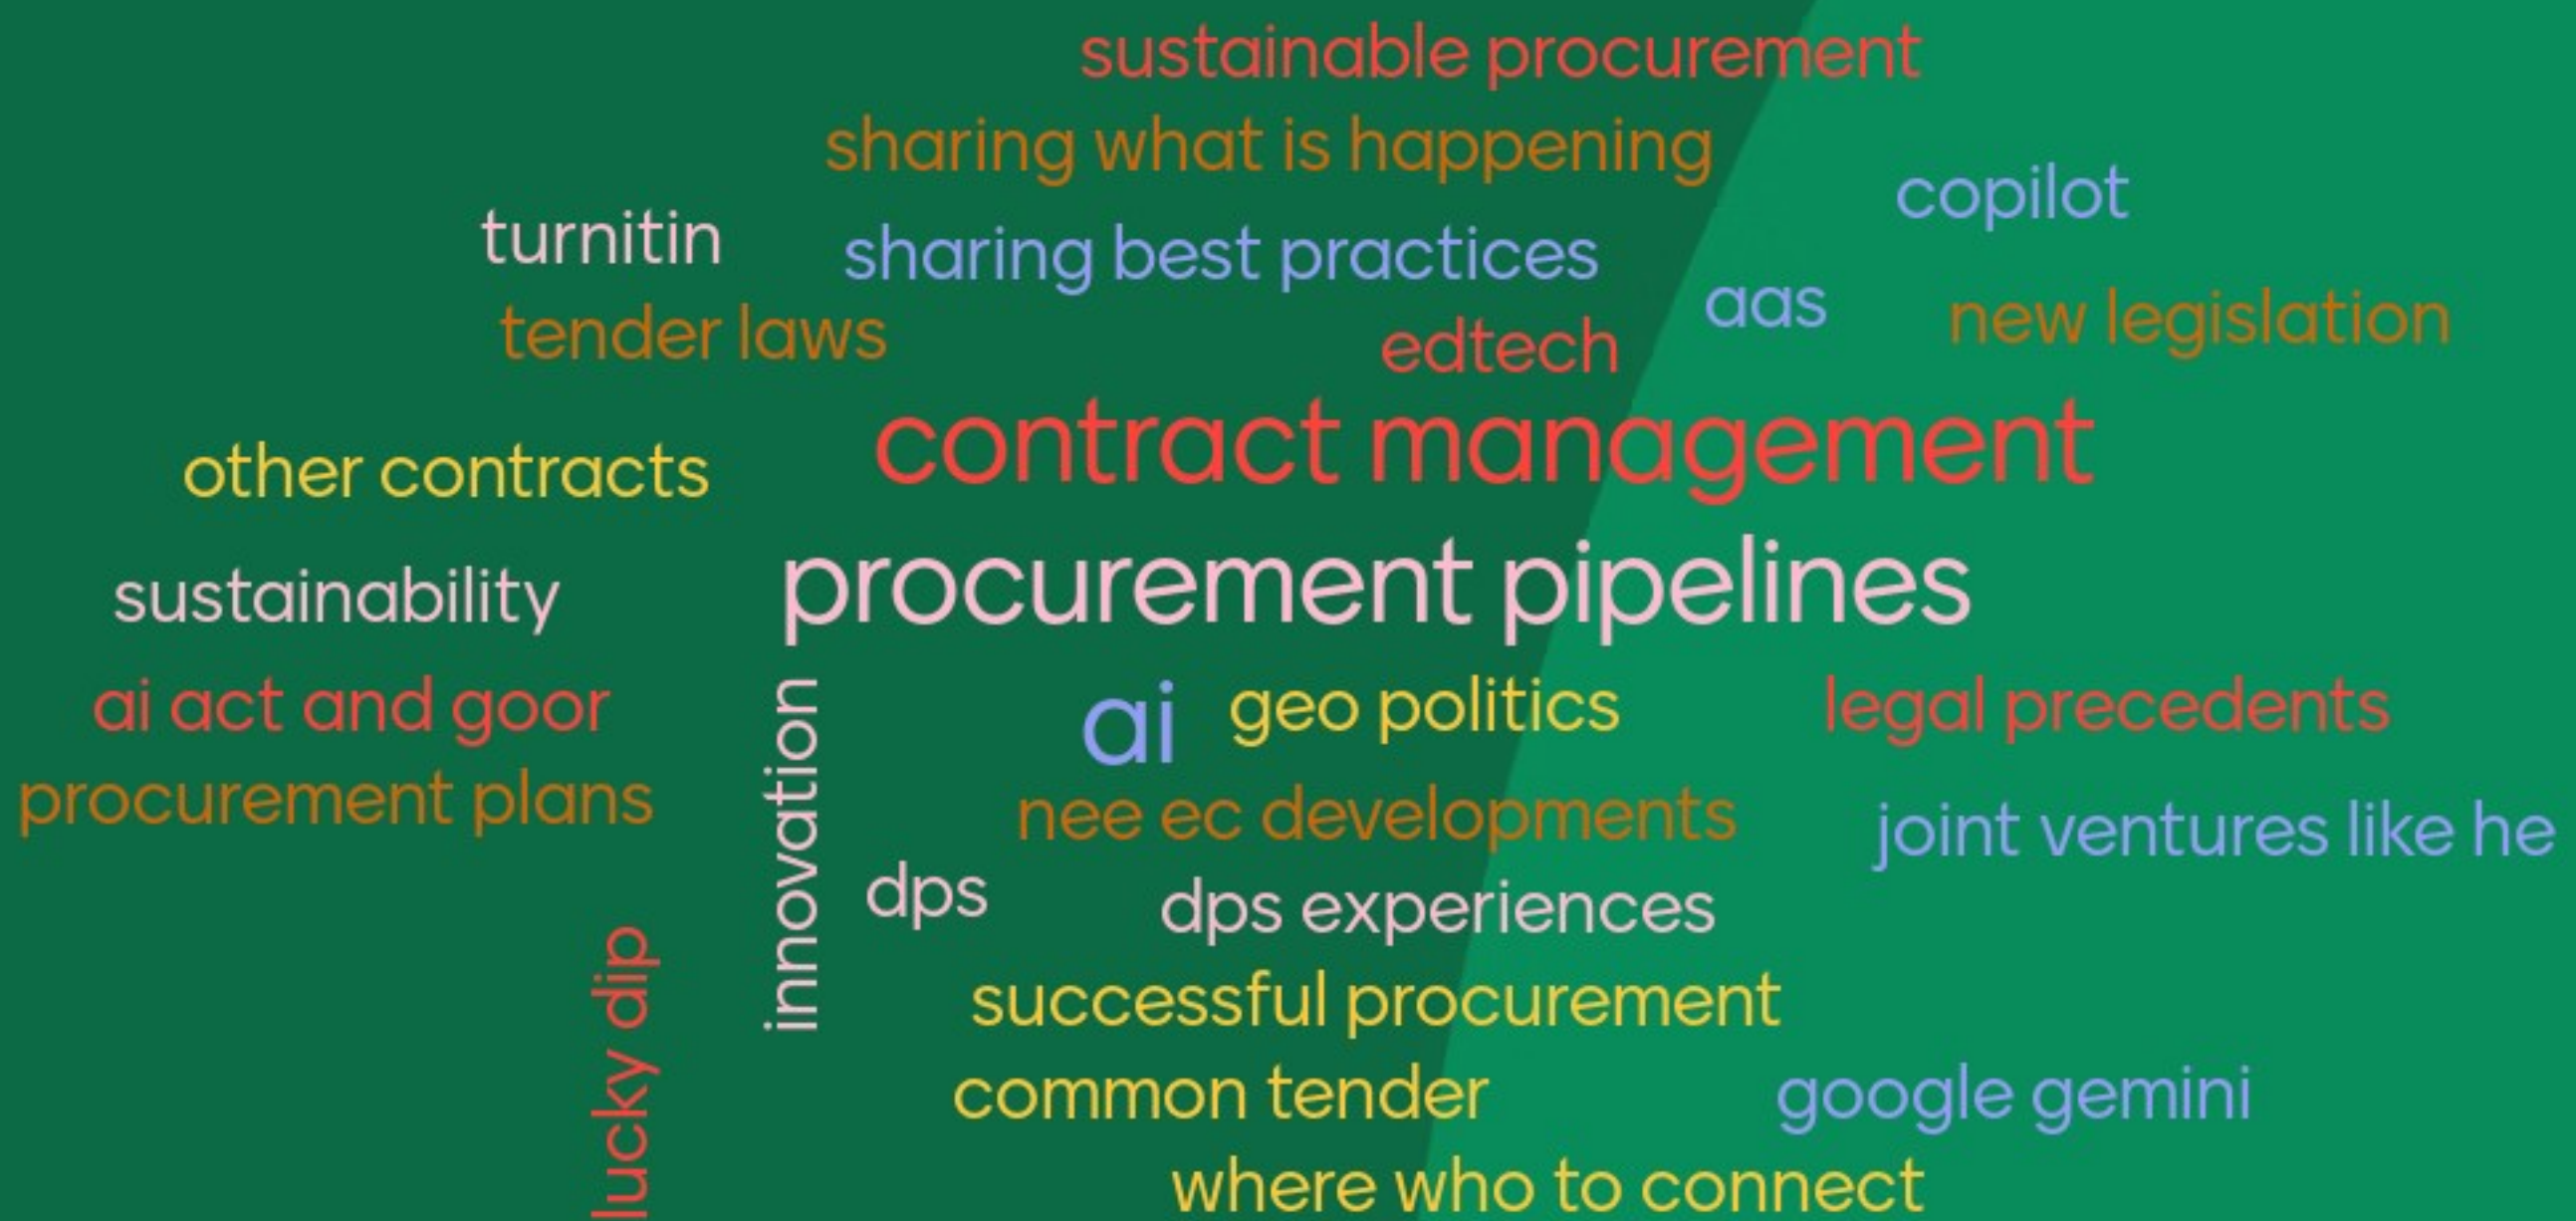 sustainable procurement
sharing what is happening
copilot
turnitin
sharing best practices
aas
new legislation
tender laws
edtech
contract management
other contracts
procurement pipelines
sustainability
ai act and goor
innovation
ai
geo politics
legal precedents
procurement plans
nee ec developments
joint ventures like he
dps
dps experiences
lucky dip
successful procurement
common tender
google gemini
where who to connect